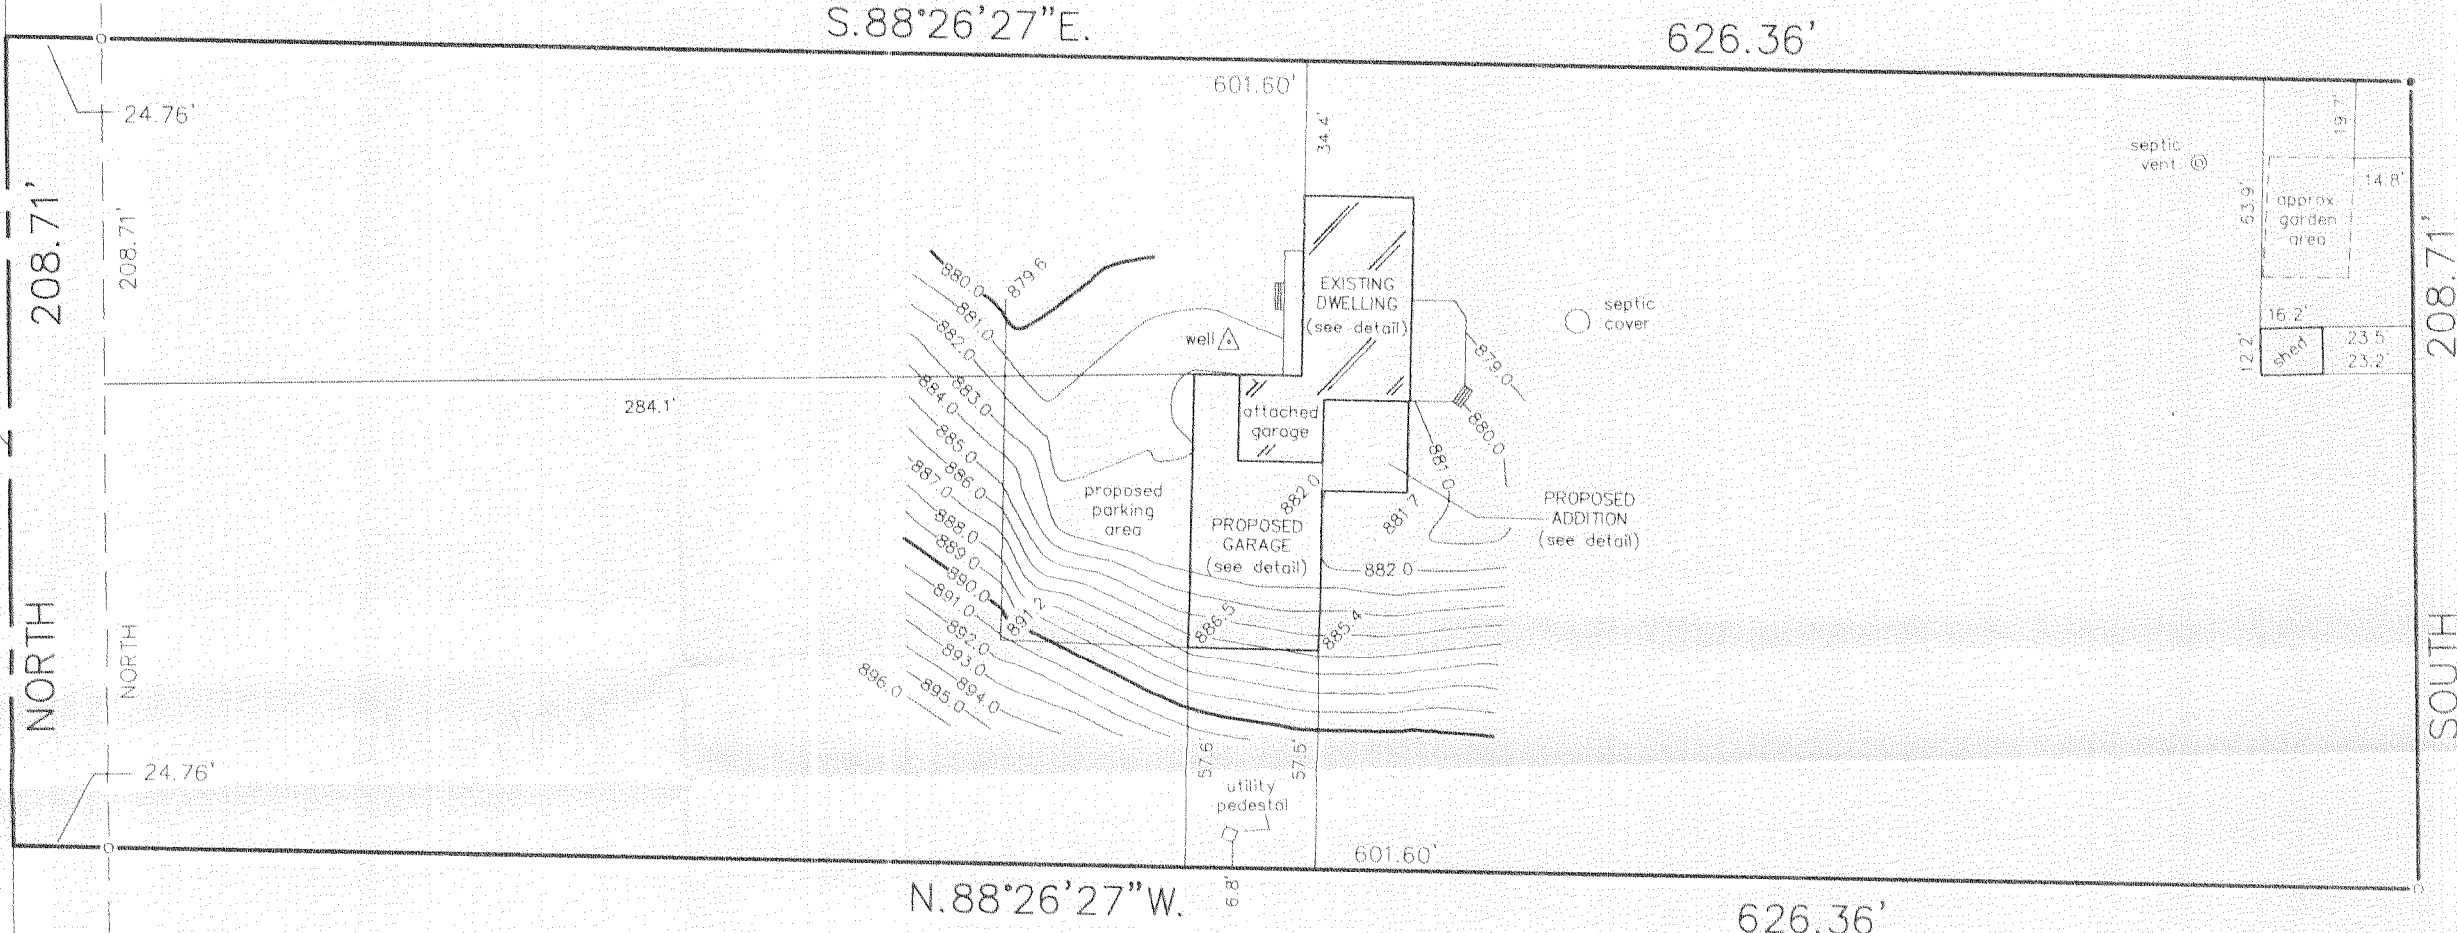 S.88°26'27"E.
626.36'
601.60'
24.76'
34.4'
19.7'
septic
vent
14.8'
63.9'
approx
garden
area
208.71'
208.71'
208.71'
880.0
879.6
EXISTING
DWELLING
(see detail)
septic
cover
881.0
882.0
well
879.0
16.2'
12.2'
shed
23.5'
23.2'
284.1'
883.0
884.0
attached
garage
880.0
885.0
886.0
887.0
881.0
proposed
parking
area
882.0
881.7
PROPOSED
ADDITION
(see detail)
888.0
PROPOSED
GARAGE
(see detail)
889.0
882.0
890.0
891.0
891.2
886.5
885.4
892.0
893.0
894.0
895.0
896.0
NORTH
NORTH
SOUTH
57.6'
57.5'
24.76'
utility
pedestal
601.60'
6.8'
N.88°26'27"W.
626.36'